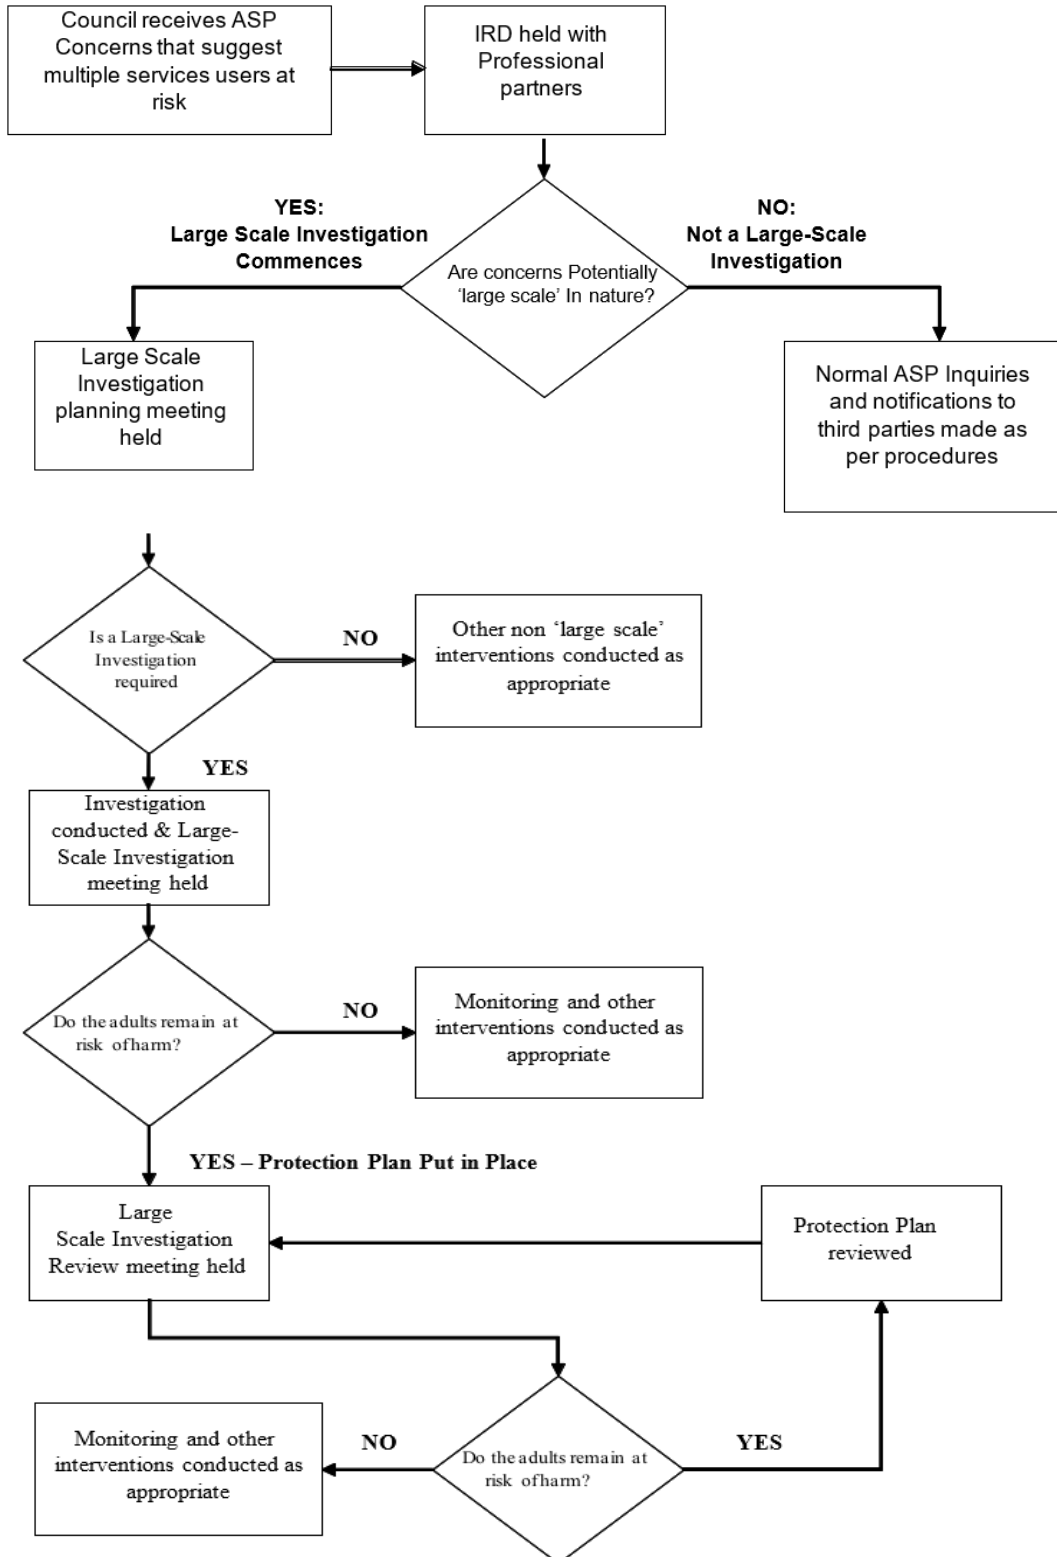 Council receives ASP
Concerns that suggest
multiple services users at
risk
IRD held with
Professional
partners
YES:
Large Scale Investigation
Commences
NO:
Not a Large-Scale
Investigation
Are concerns Potentially
‘large scale’ In nature?
Large Scale
Investigation
planning meeting
held
Normal ASP Inquiries
and notifications to
third parties made as
per procedures
Is a Large-Scale
Investigation
required
NO
Other non ‘large scale’
interventions conducted as
appropriate
YES
Investigation
conducted & Large-
Scale Investigation
meeting held
Do the adults remain at
risk of harm?
NO
Monitoring and other
interventions conducted as
appropriate
YES – Protection Plan Put in Place
Large
Scale Investigation
Review meeting held
Protection Plan
reviewed
Monitoring and other
interventions conducted as
appropriate
NO
Do the adults remain at
risk of harm?
YES